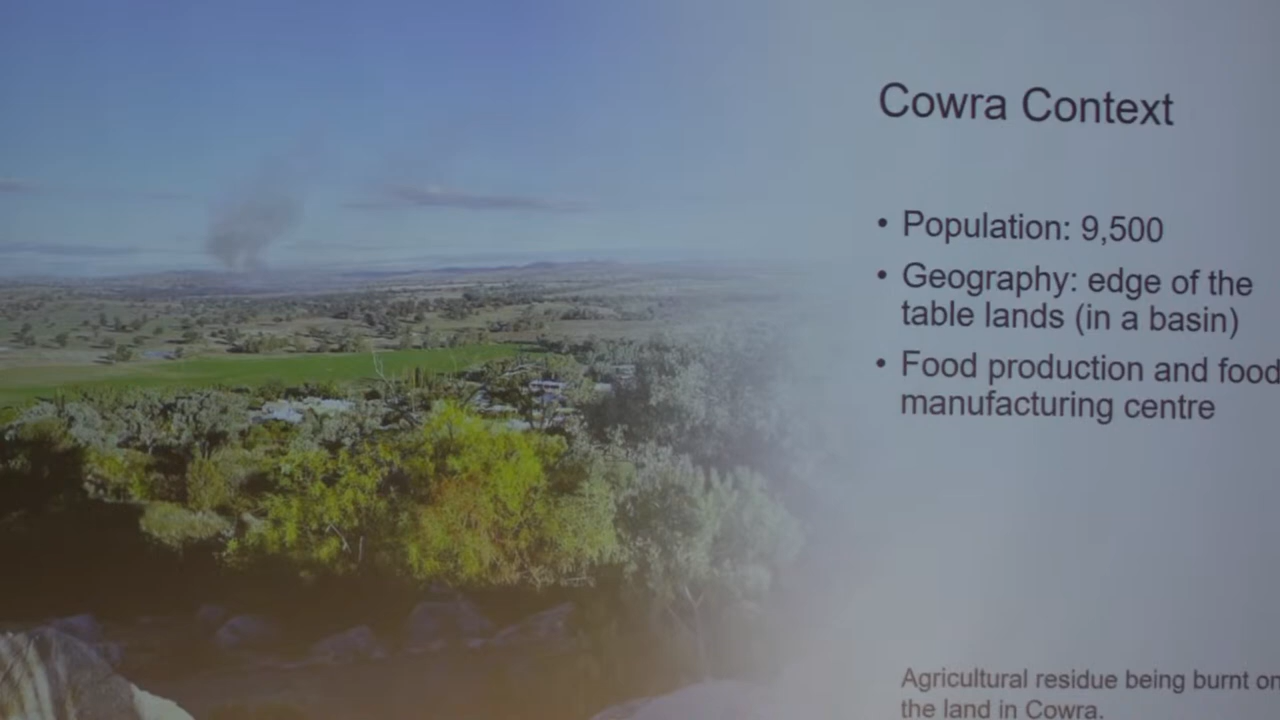 Cowra Context
• Population: 9,500
• Geography: edge of the
table lands (in a basin)
• Food production and food
manufacturing centre
Agricultural residue being burnt on
the land in Cowra.